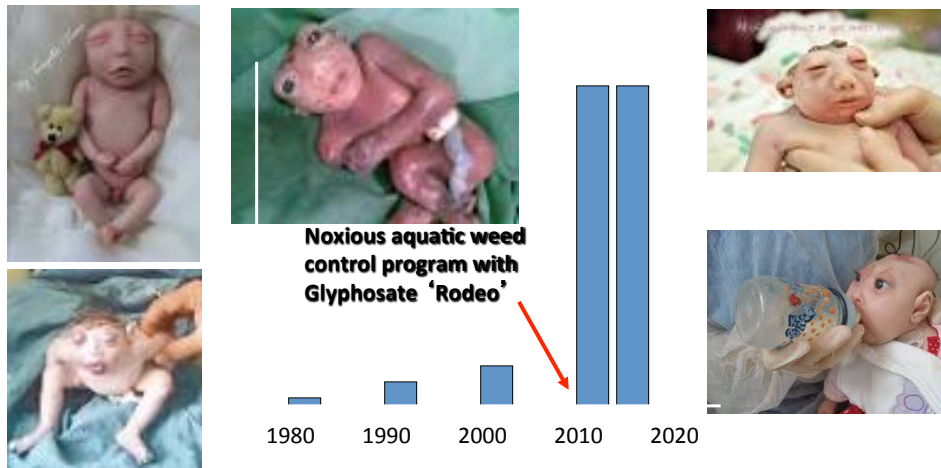 Noxious aquatic weed
control program with
Glyphosate ‘Rodeo’
1980 1990 2000 2010 2020